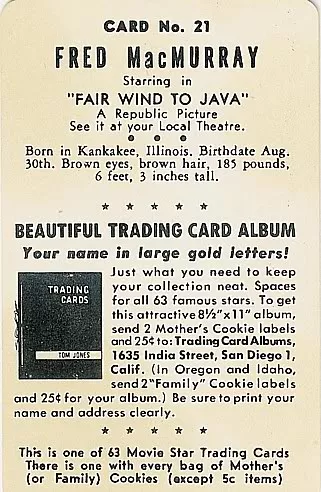 CARD No. 21
FRED MacMURRAY
Starring in
"FAIR WIND TO JAVA"
A Republic Picture
See it at your Local Theatre.
Born in Kankakee, Illinois. Birthdate Aug.
30th. Brown eyes, brown hair, 185 pounds,
6 feet, 3 inches tall.
BEAUTIFUL TRADING CARD ALBUM
Your name in large gold letters!
Just what you need to keep
your collection neat. Spaces
for all 63 famous stars. To get
this attractive 8½"x11" album,
send 2 Mother's Cookie labels
and 25¢ to: Trading Card Albums,
1635 India Street, San Diego 1,
Calif. (In Oregon and Idaho,
send 2 "Family" Cookie labels
and 25¢ for your album.) Be sure to print your
name and address clearly.
TRADING
CARDS
TOM JONES
This is one of 63 Movie Star Trading Cards
There is one with every bag of Mother's
(or Family) Cookies (except 5c items)